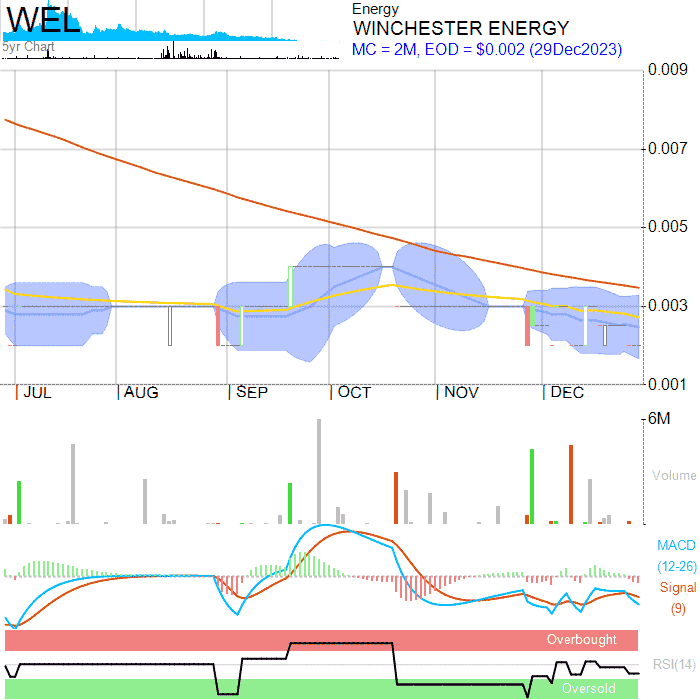 WEL
5yr Chart
Energy
WINCHESTER ENERGY
MC = 2M, EOD = $0.002 (29Dec2023)
0.009
0.007
0.005
0.003
0.001
JUL AUG SEP OCT NOV DEC
6M
Volume
MACD
(12-26)
Signal
(9)
Overbought
RSI(14)
Oversold